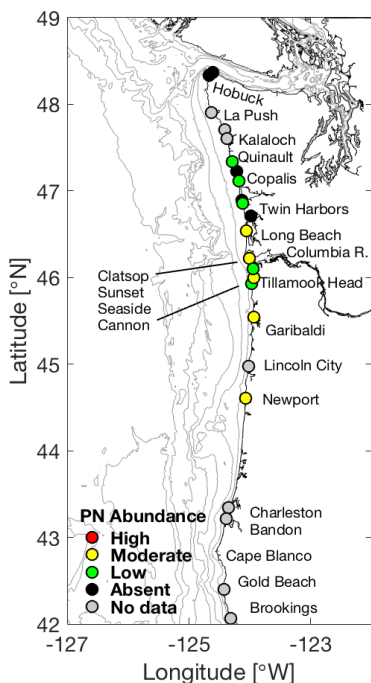 49
48
47
46
45
44
43
42
Latitude [°N]
Hobuck
La Push
Kalaloch
Quinault
Copalis
Twin Harbors
Long Beach
Columbia R.
Clatsop
Sunset
Seaside
Cannon
Tillamook Head
Garibaldi
Lincoln City
Newport
Charleston
Bandon
Cape Blanco
Gold Beach
Brookings
PN Abundance
High
Moderate
Low
Absent
No data
-127
-125
-123
Longitude [°W]